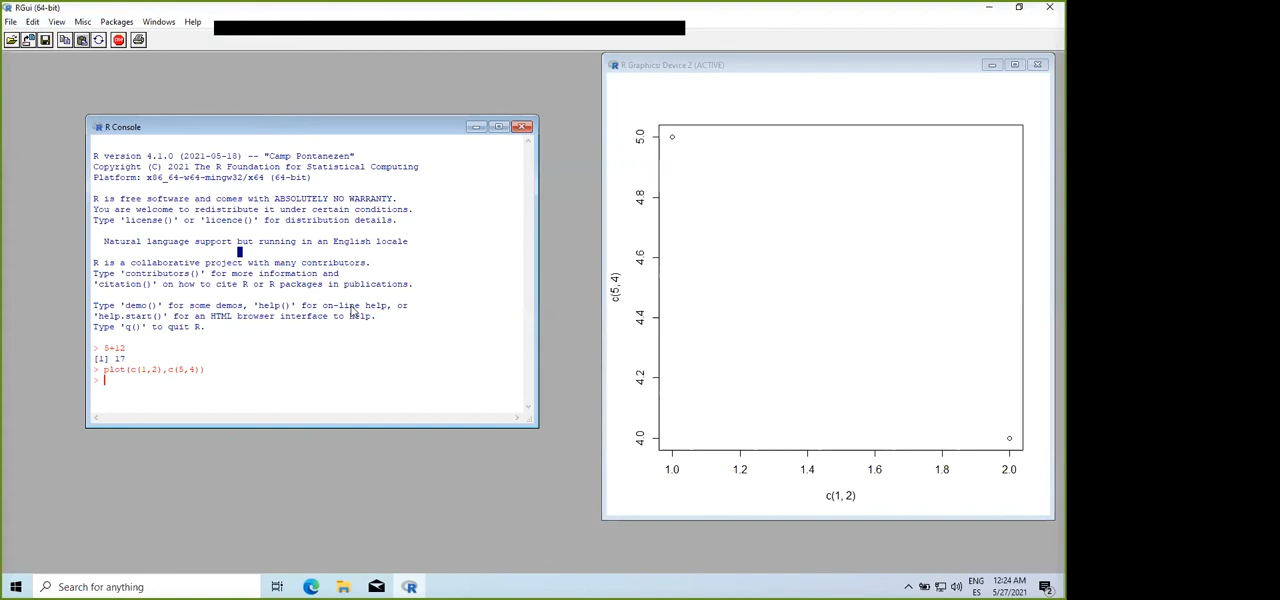 RGui (64-bit)
File Edit View Misc Packages Windows Help
STOP
R Graphics: Device 2 (ACTIVE)
R Console
R version 4.1.0 (2021-05-18) -- "Camp Pontanezen"
Copyright (C) 2021 The R Foundation for Statistical Computing
Platform: x86_64-w64-mingw32/x64 (64-bit)
R is free software and comes with ABSOLUTELY NO WARRANTY.
You are welcome to redistribute it under certain conditions.
Type 'license()' or 'licence()' for distribution details.
Natural language support but running in an English locale
R is a collaborative project with many contributors.
Type 'contributors()' for more information and
'citation()' on how to cite R or R packages in publications.
Type 'demo()' for some demos, 'help()' for on-line help, or
'help.start()' for an HTML browser interface to help.
Type 'q()' to quit R.
> 5+12
[1] 17
> plot(c(1,2),c(5,4))
>
5.0
4.8
4.6
4.4
4.2
4.0
c(5, 4)
1.0 1.2 1.4 1.6 1.8 2.0
c(1, 2)
Search for anything
ENG
ES
12:24 AM
5/27/2021
2